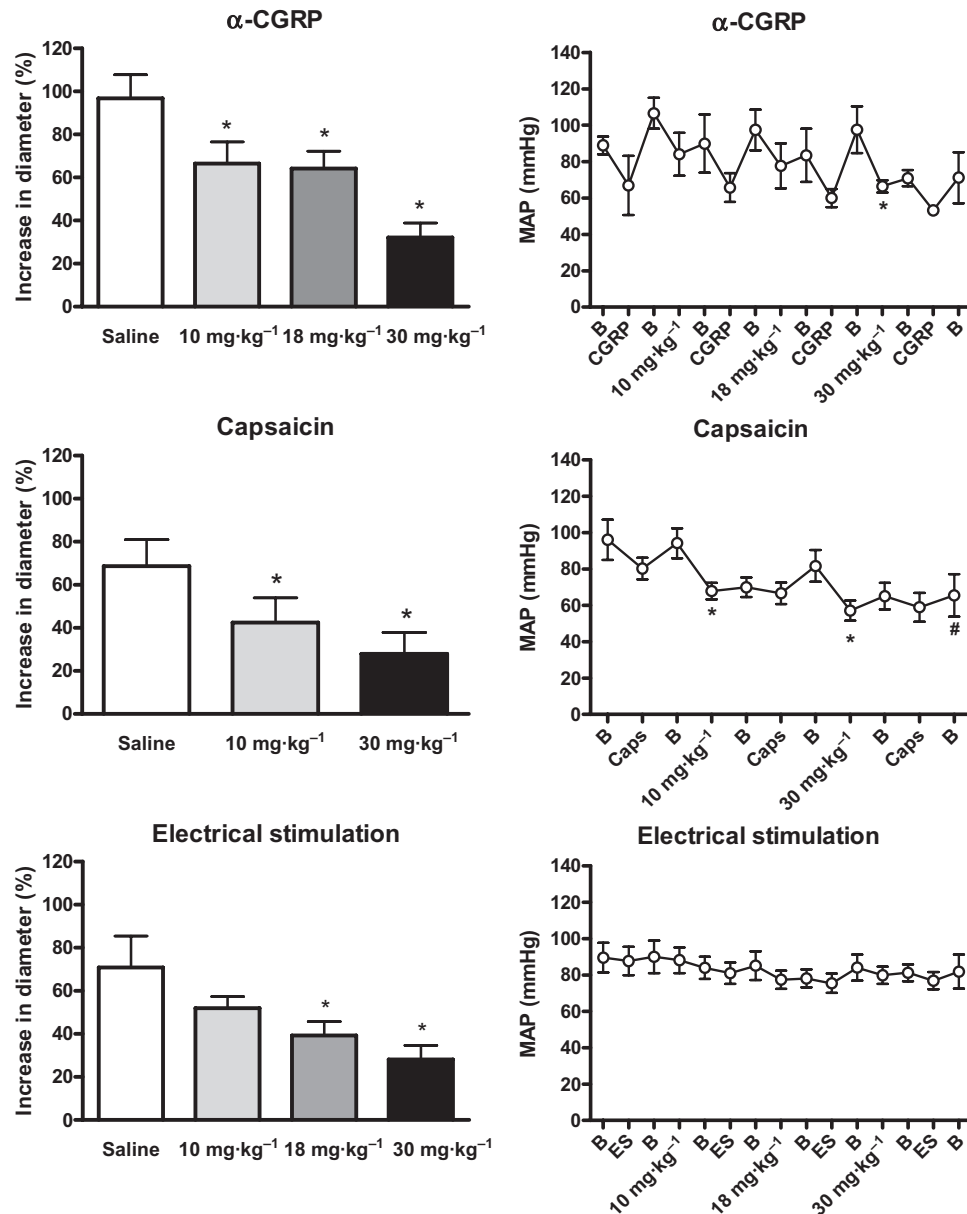 α-CGRP
Increase in diameter (%)
120
100
80
60
40
20
0
*
*
*
Saline
10 mg·kg⁻¹
18 mg·kg⁻¹
30 mg·kg⁻¹
α-CGRP
MAP (mmHg)
140
120
100
80
60
40
20
0
*
B
CGRP
B
10 mg·kg⁻¹
B
CGRP
B
18 mg·kg⁻¹
B
CGRP
B
30 mg·kg⁻¹
B
CGRP
B
Capsaicin
Increase in diameter (%)
120
100
80
60
40
20
0
*
*
Saline
10 mg·kg⁻¹
30 mg·kg⁻¹
Capsaicin
MAP (mmHg)
140
120
100
80
60
40
20
0
*
*
#
B
Caps
B
10 mg·kg⁻¹
B
Caps
B
30 mg·kg⁻¹
B
Caps
B
Electrical stimulation
Increase in diameter (%)
120
100
80
60
40
20
0
*
*
Saline
10 mg·kg⁻¹
18 mg·kg⁻¹
30 mg·kg⁻¹
Electrical stimulation
MAP (mmHg)
140
120
100
80
60
40
20
0
B
ES
B
10 mg·kg⁻¹
B
ES
B
18 mg·kg⁻¹
B
ES
B
30 mg·kg⁻¹
B
ES
B